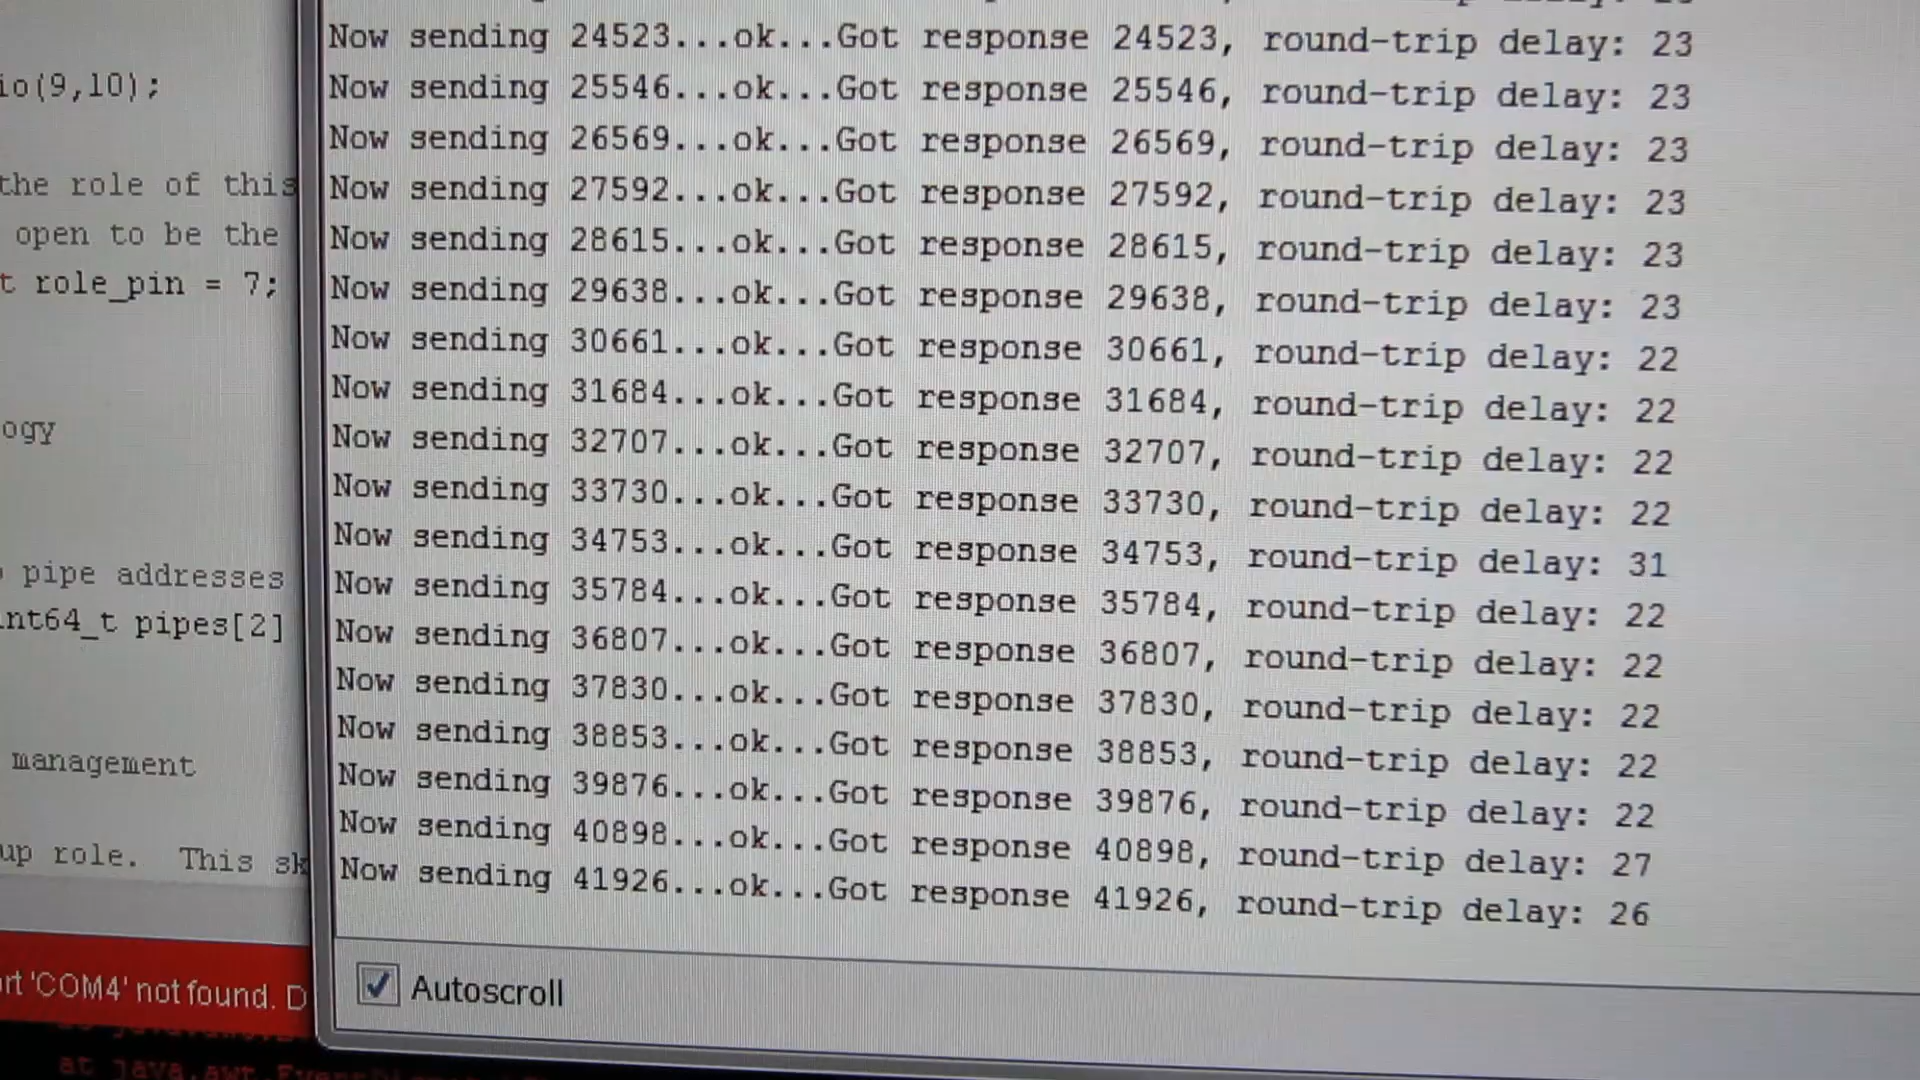 io(9,10);
the role of this
open to be the
t role_pin = 7;
ogy
pipe addresses
int64_t pipes[2]
management
up role. This sk
rt 'COM4' not found. D
at java.awt.EventDi
Now sending 24523...ok...Got response 24523, round-trip delay: 23
Now sending 25546...ok...Got response 25546, round-trip delay: 23
Now sending 26569...ok...Got response 26569, round-trip delay: 23
Now sending 27592...ok...Got response 27592, round-trip delay: 23
Now sending 28615...ok...Got response 28615, round-trip delay: 23
Now sending 29638...ok...Got response 29638, round-trip delay: 23
Now sending 30661...ok...Got response 30661, round-trip delay: 22
Now sending 31684...ok...Got response 31684, round-trip delay: 22
Now sending 32707...ok...Got response 32707, round-trip delay: 22
Now sending 33730...ok...Got response 33730, round-trip delay: 22
Now sending 34753...ok...Got response 34753, round-trip delay: 31
Now sending 35784...ok...Got response 35784, round-trip delay: 22
Now sending 36807...ok...Got response 36807, round-trip delay: 22
Now sending 37830...ok...Got response 37830, round-trip delay: 22
Now sending 38853...ok...Got response 38853, round-trip delay: 22
Now sending 39876...ok...Got response 39876, round-trip delay: 22
Now sending 40898...ok...Got response 40898, round-trip delay: 27
Now sending 41926...ok...Got response 41926, round-trip delay: 26
Autoscroll